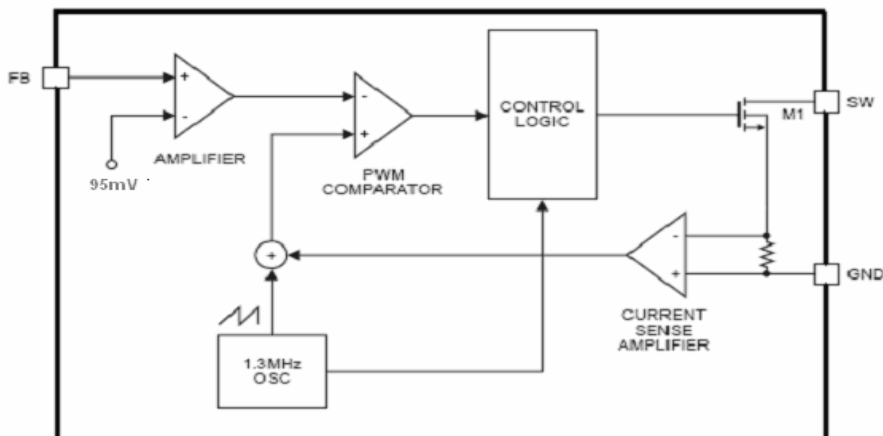 FB
+
-
AMPLIFIER
95mV
-
+
PWM
COMPARATOR
CONTROL
LOGIC
M1
SW
+
-
+
GND
CURRENT
SENSE
AMPLIFIER
1.3MHz
OSC